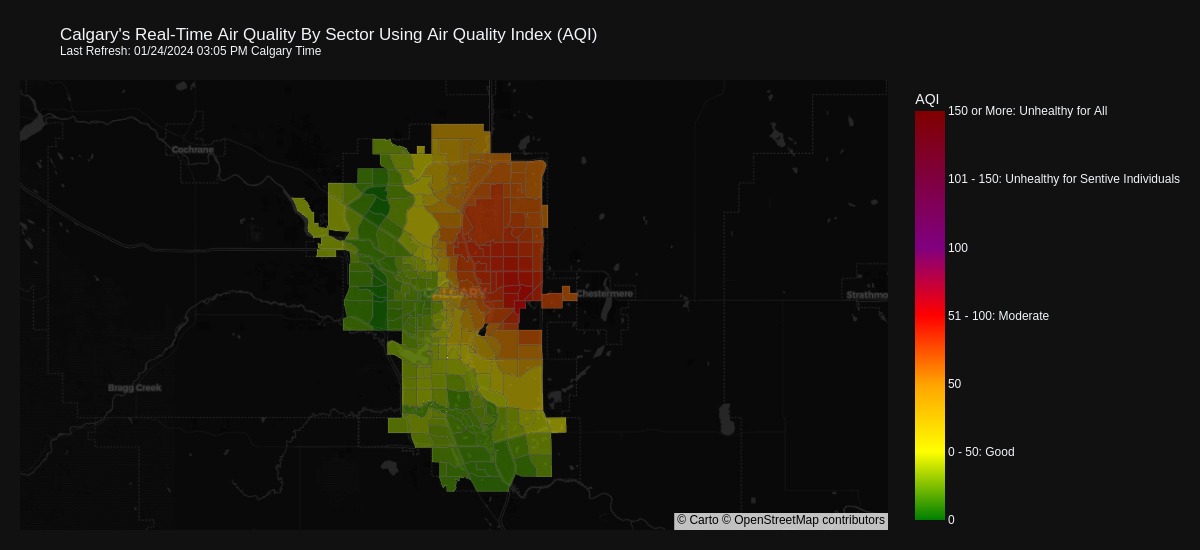 Calgary's Real-Time Air Quality By Sector Using Air Quality Index (AQI)
Last Refresh: 01/24/2024 03:05 PM Calgary Time
AQI
150 or More: Unhealthy for All
101 - 150: Unhealthy for Sentive Individuals
100
51 - 100: Moderate
50
0 - 50: Good
0
Cochrane
CALGARY
Chestermere
Strathmo
Bragg Creek
© Carto © OpenStreetMap contributors